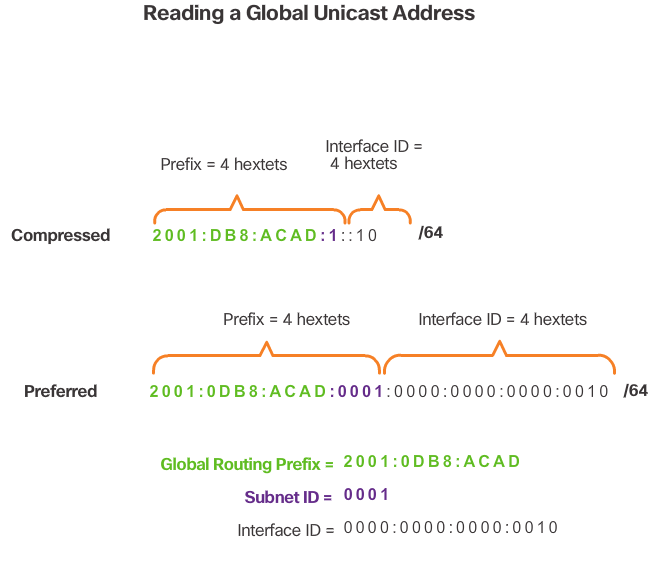 Reading a Global Unicast Address
Interface ID =
Prefix = 4 hextets 4 hextets
Compressed 2001:DB8:ACAD:1::10 /64
Prefix = 4 hextets Interface ID = 4 hextets
Preferred 2001:0DB8:ACAD:0001:0000:0000:0000:0010 /64
Global Routing Prefix = 2001:0DB8:ACAD
Subnet ID = 0001
Interface ID = 0000:0000:0000:0010